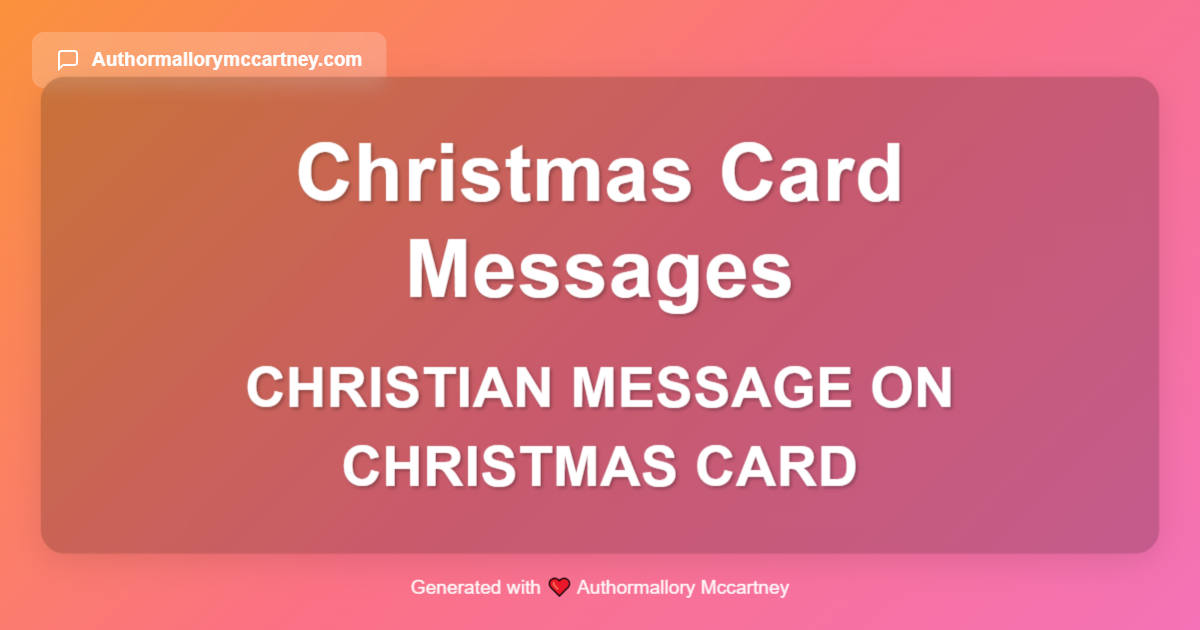 Authormallorymccartney.com
Christmas Card
Messages
CHRISTIAN MESSAGE ON
CHRISTMAS CARD
Generated with ❤️ Authormallory Mccartney